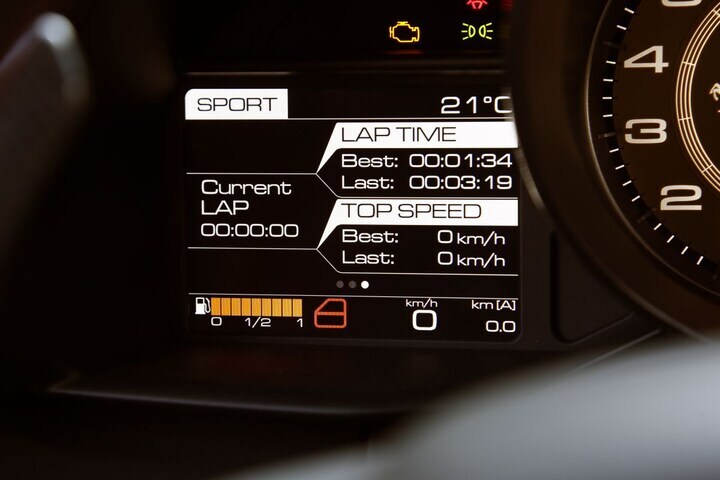 SPORT
21°C
LAP TIME
Best: 00:01:34
Last: 00:03:19
Current
LAP
00:00:00
TOP SPEED
Best: 0 km/h
Last: 0 km/h
0 1/2 1
km/h
0
km [A]
0.0
4
3
2